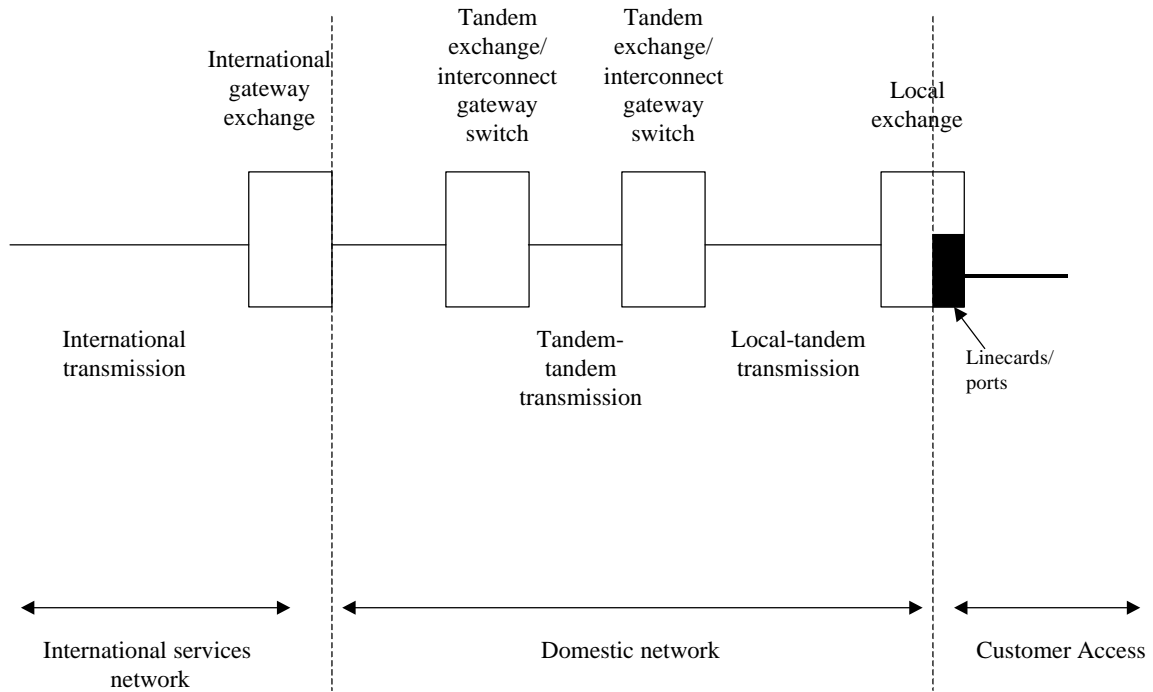 International
gateway
exchange
Tandem
exchange/
interconnect
gateway
switch
Tandem
exchange/
interconnect
gateway
switch
Local
exchange
International
transmission
Tandem-
tandem
transmission
Local-tandem
transmission
Linecards/
ports
International services
network
Domestic network
Customer Access